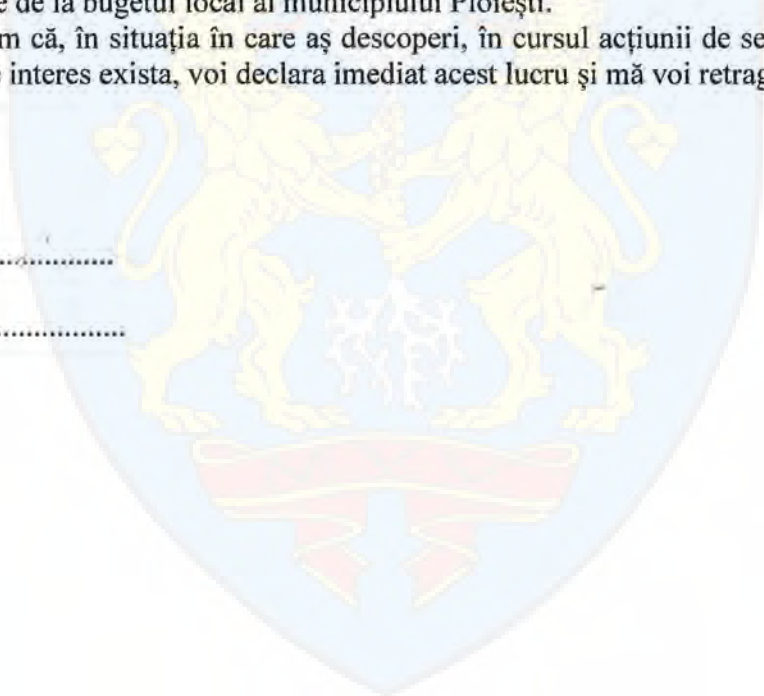 de la bugetul local al municipiului Ploiești.
m că, în situația în care aș descoperi, în cursul acțiunii de se
interes exista, voi declara imediat acest lucru și mă voi retrag
................
..................